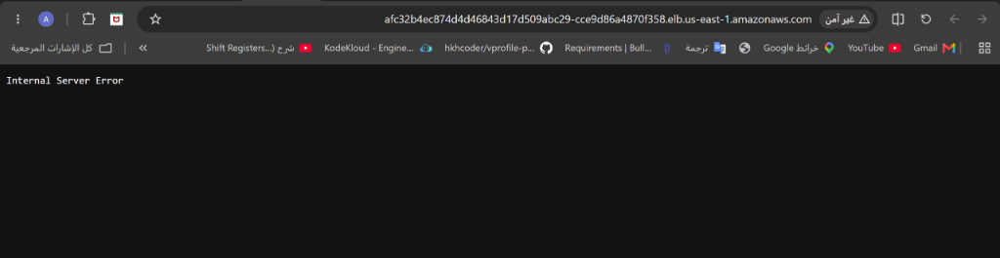 غير آمن afc32b4ec874d4d46843d17d509abc29-cce9d86a4870f358.elb.us-east-1.amazonaws.com A
Gmail YouTube خرائط Google ترجمة Requirements | Bull... hkhcoder/vprofile-p... KodeKloud - Engine... شرح (...Shift Registers » كل الإشارات المرجعية
Internal Server Error